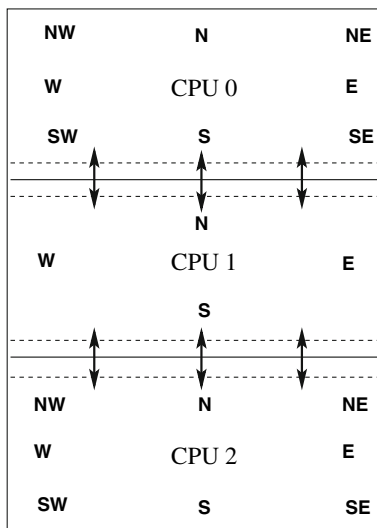 NW N NE
W CPU 0 E
SW S SE
N
W CPU 1 E
S
NW N NE
W CPU 2 E
SW S SE